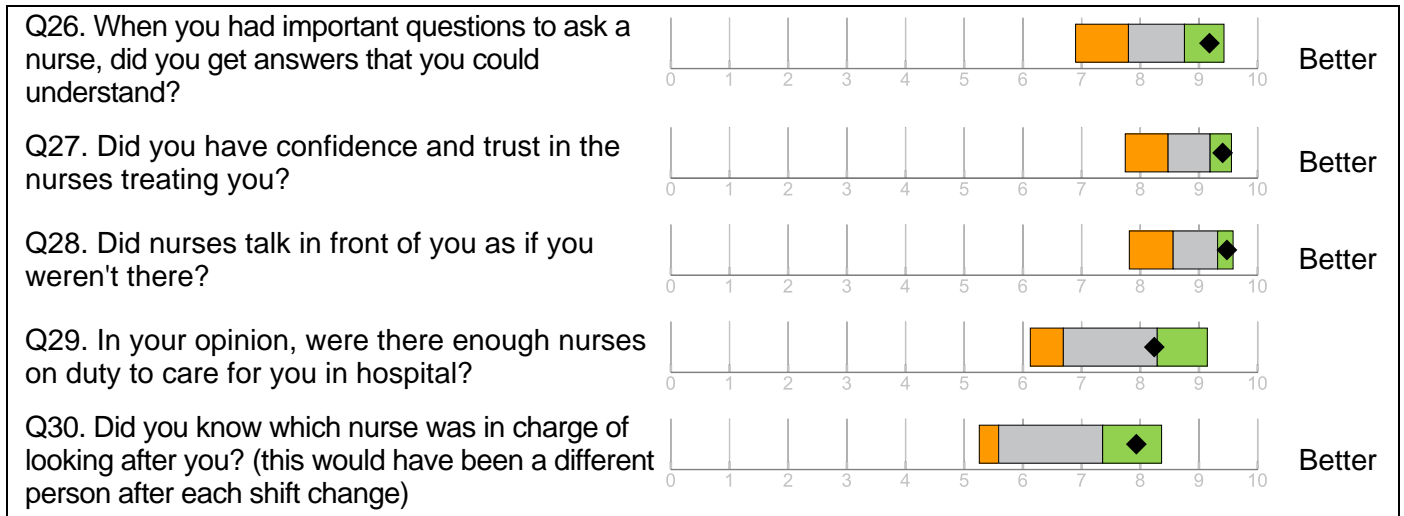 Q26. When you had important questions to ask a
nurse, did you get answers that you could
understand?
0 1 2 3 4 5 6 7 8 9 10
Better
Q27. Did you have confidence and trust in the
nurses treating you?
0 1 2 3 4 5 6 7 8 9 10
Better
Q28. Did nurses talk in front of you as if you
weren't there?
0 1 2 3 4 5 6 7 8 9 10
Better
Q29. In your opinion, were there enough nurses
on duty to care for you in hospital?
0 1 2 3 4 5 6 7 8 9 10
Q30. Did you know which nurse was in charge of
looking after you? (this would have been a different
person after each shift change)
0 1 2 3 4 5 6 7 8 9 10
Better